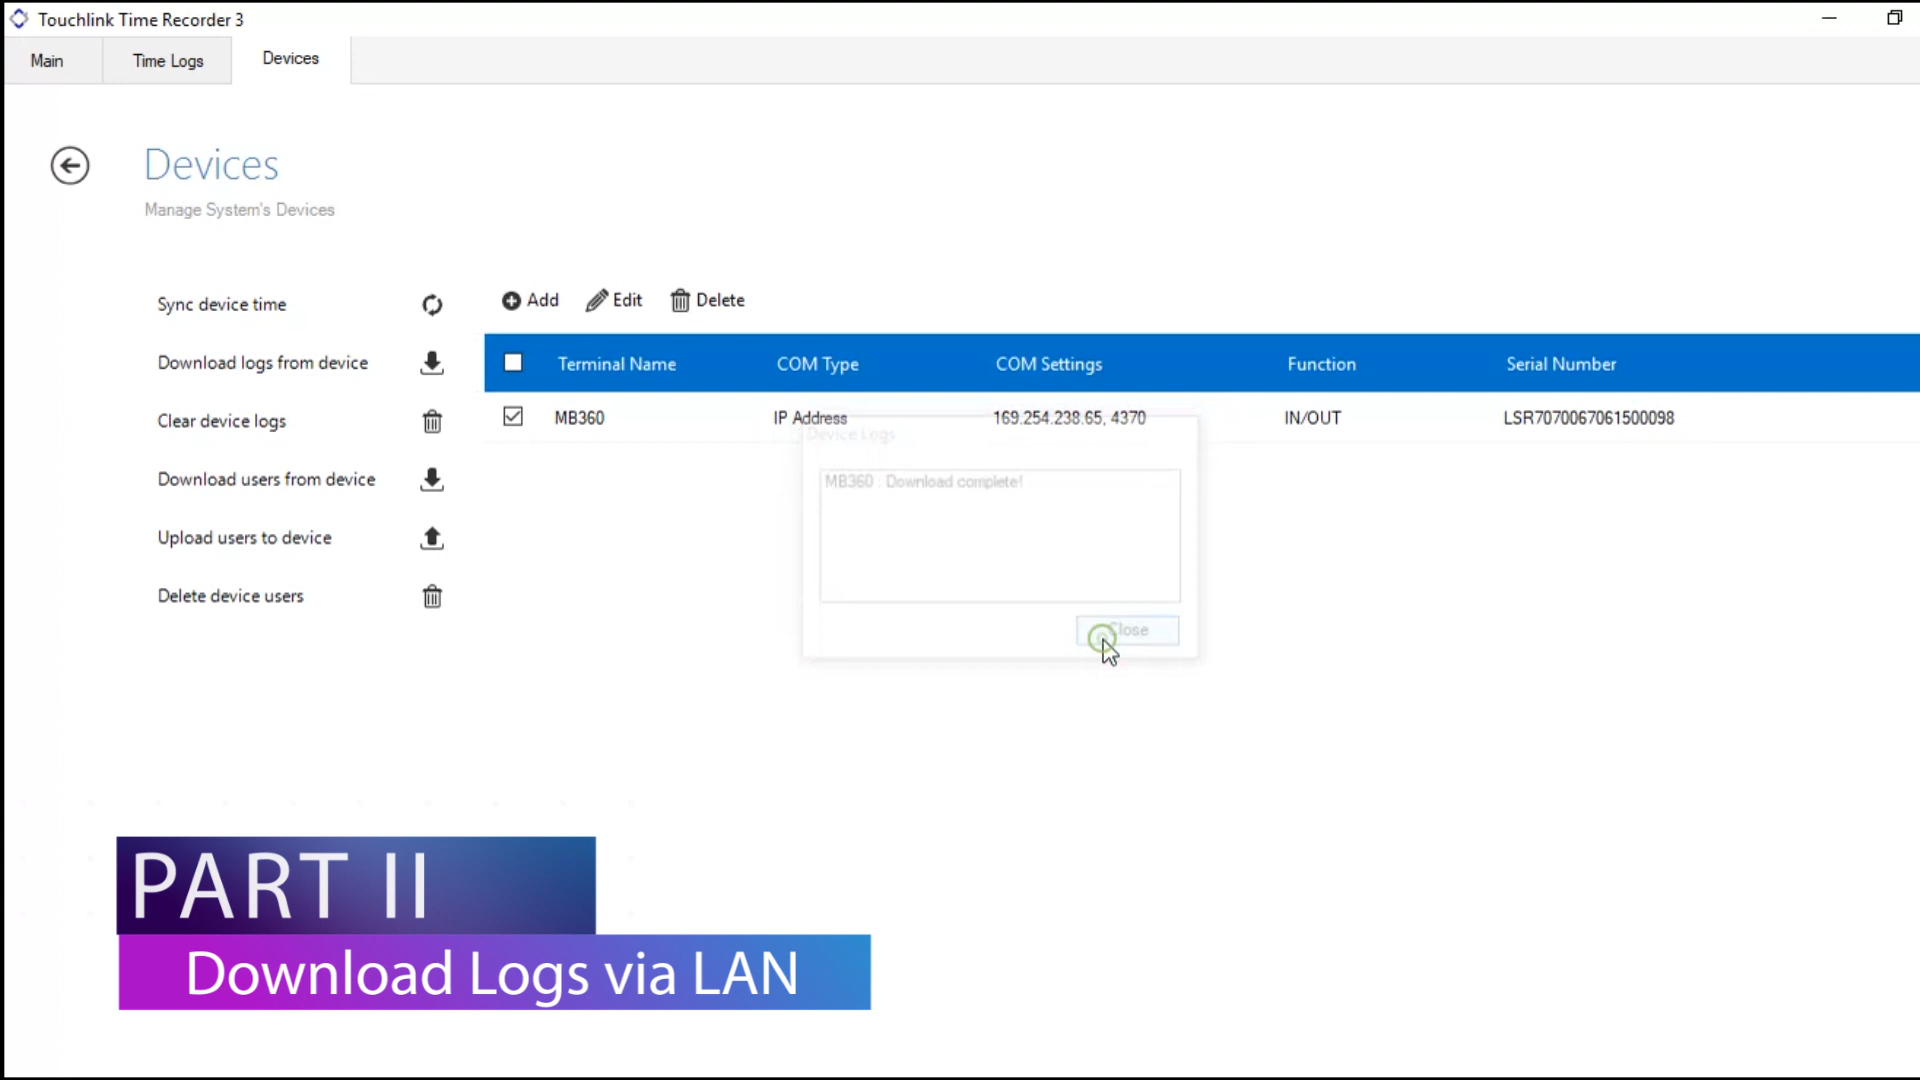 Touchlink Time Recorder 3
Main Time Logs Devices
Devices
Manage System's Devices
Sync device time
Download logs from device
Clear device logs
Download users from device
Upload users to device
Delete device users
Add Edit Delete
Terminal Name COM Type COM Settings Function Serial Number
MB360 IP Address 169.254.238.65, 4370 IN/OUT LSR7070067061500098
Device Logs
MB360 : Download complete!
Close
PART II
Download Logs via LAN